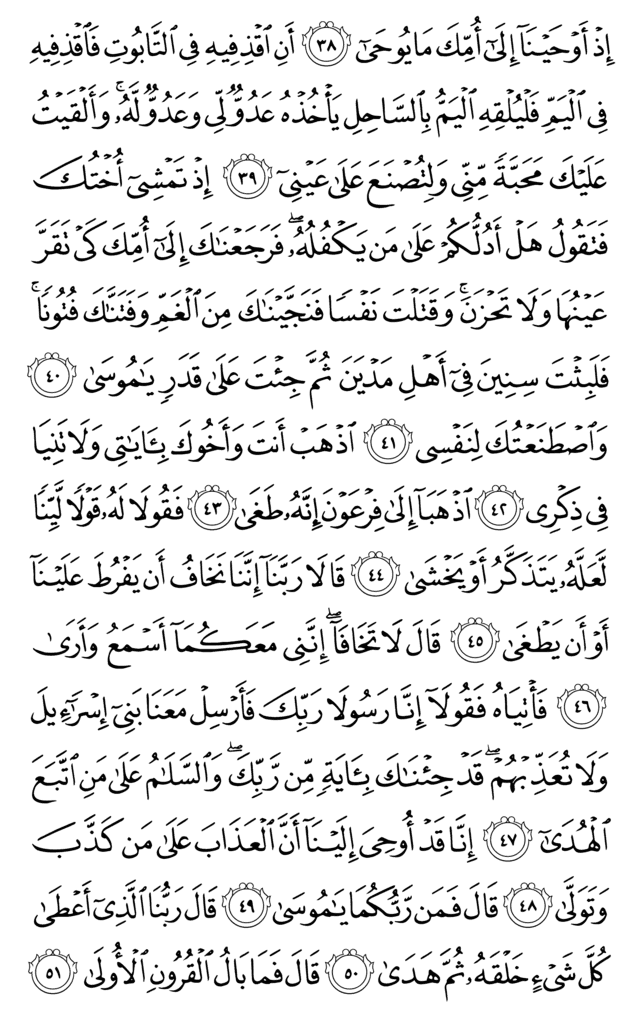 إِذۡ أَوۡحَيۡنَآ إِلَىٰٓ أُمِّكَ مَا يُوحَىٰٓ ٣٨ أَنِ ٱقۡذِفِيهِ فِي ٱلتَّابُوتِ فَٱقۡذِفِيهِ
فِي ٱلۡيَمِّ فَلۡيُلۡقِهِ ٱلۡيَمُّ بِٱلسَّاحِلِ يَأۡخُذۡهُ عَدُوّٞ لِّي وَعَدُوّٞ لَّهُۥۚ وَأَلۡقَيۡتُ
عَلَيۡكَ مَحَبَّةٗ مِّنِّي وَلِتُصۡنَعَ عَلَىٰ عَيۡنِيٓ ٣٩ إِذۡ تَمۡشِيٓ أُخۡتُكَ
فَتَقُولُ هَلۡ أَدُلُّكُمۡ عَلَىٰ مَن يَكۡفُلُهُۥۖ فَرَجَعۡنَٰكَ إِلَىٰٓ أُمِّكَ كَيۡ تَقَرَّ
عَيۡنُهَا وَلَا تَحۡزَنَۚ وَقَتَلۡتَ نَفۡسٗا فَنَجَّيۡنَٰكَ مِنَ ٱلۡغَمِّ وَفَتَنَّٰكَ فُتُونٗاۚ
فَلَبِثۡتَ سِنِينَ فِيٓ أَهۡلِ مَدۡيَنَ ثُمَّ جِئۡتَ عَلَىٰ قَدَرٖ يَٰمُوسَىٰ ٤٠
وَٱصۡطَنَعۡتُكَ لِنَفۡسِي ٤١ ٱذۡهَبۡ أَنتَ وَأَخُوكَ بِـَٔايَٰتِي وَلَا تَنِيَا
فِي ذِكۡرِي ٤٢ ٱذۡهَبَآ إِلَىٰ فِرۡعَوۡنَ إِنَّهُۥ طَغَىٰ ٤٣ فَقُولَا لَهُۥ قَوۡلٗا لَّيِّنٗا
لَّعَلَّهُۥ يَتَذَكَّرُ أَوۡ يَخۡشَىٰ ٤٤ قَالَا رَبَّنَآ إِنَّنَا نَخَافُ أَن يَفۡرُطَ عَلَيۡنَآ
أَوۡ أَن يَطۡغَىٰ ٤٥ قَالَ لَا تَخَافَآۖ إِنَّنِي مَعَكُمَآ أَسۡمَعُ وَأَرَىٰ
٤٦ فَأۡتِيَاهُ فَقُولَآ إِنَّا رَسُولَا رَبِّكَ فَأَرۡسِلۡ مَعَنَا بَنِيٓ إِسۡرَٰٓءِيلَ
وَلَا تُعَذِّبۡهُمۡۖ قَدۡ جِئۡنَٰكَ بِـَٔايَةٖ مِّن رَّبِّكَۖ وَٱلسَّلَٰمُ عَلَىٰ مَنِ ٱتَّبَعَ
ٱلۡهُدَىٰٓ ٤٧ إِنَّا قَدۡ أُوحِيَ إِلَيۡنَآ أَنَّ ٱلۡعَذَابَ عَلَىٰ مَن كَذَّبَ
وَتَوَلَّىٰ ٤٨ قَالَ فَمَن رَّبُّكُمَا يَٰمُوسَىٰ ٤٩ قَالَ رَبُّنَا ٱلَّذِيٓ أَعۡطَىٰ
كُلَّ شَيۡءٍ خَلۡقَهُۥ ثُمَّ هَدَىٰ ٥٠ قَالَ فَمَا بَالُ ٱلۡقُرُونِ ٱلۡأُولَىٰ ٥١